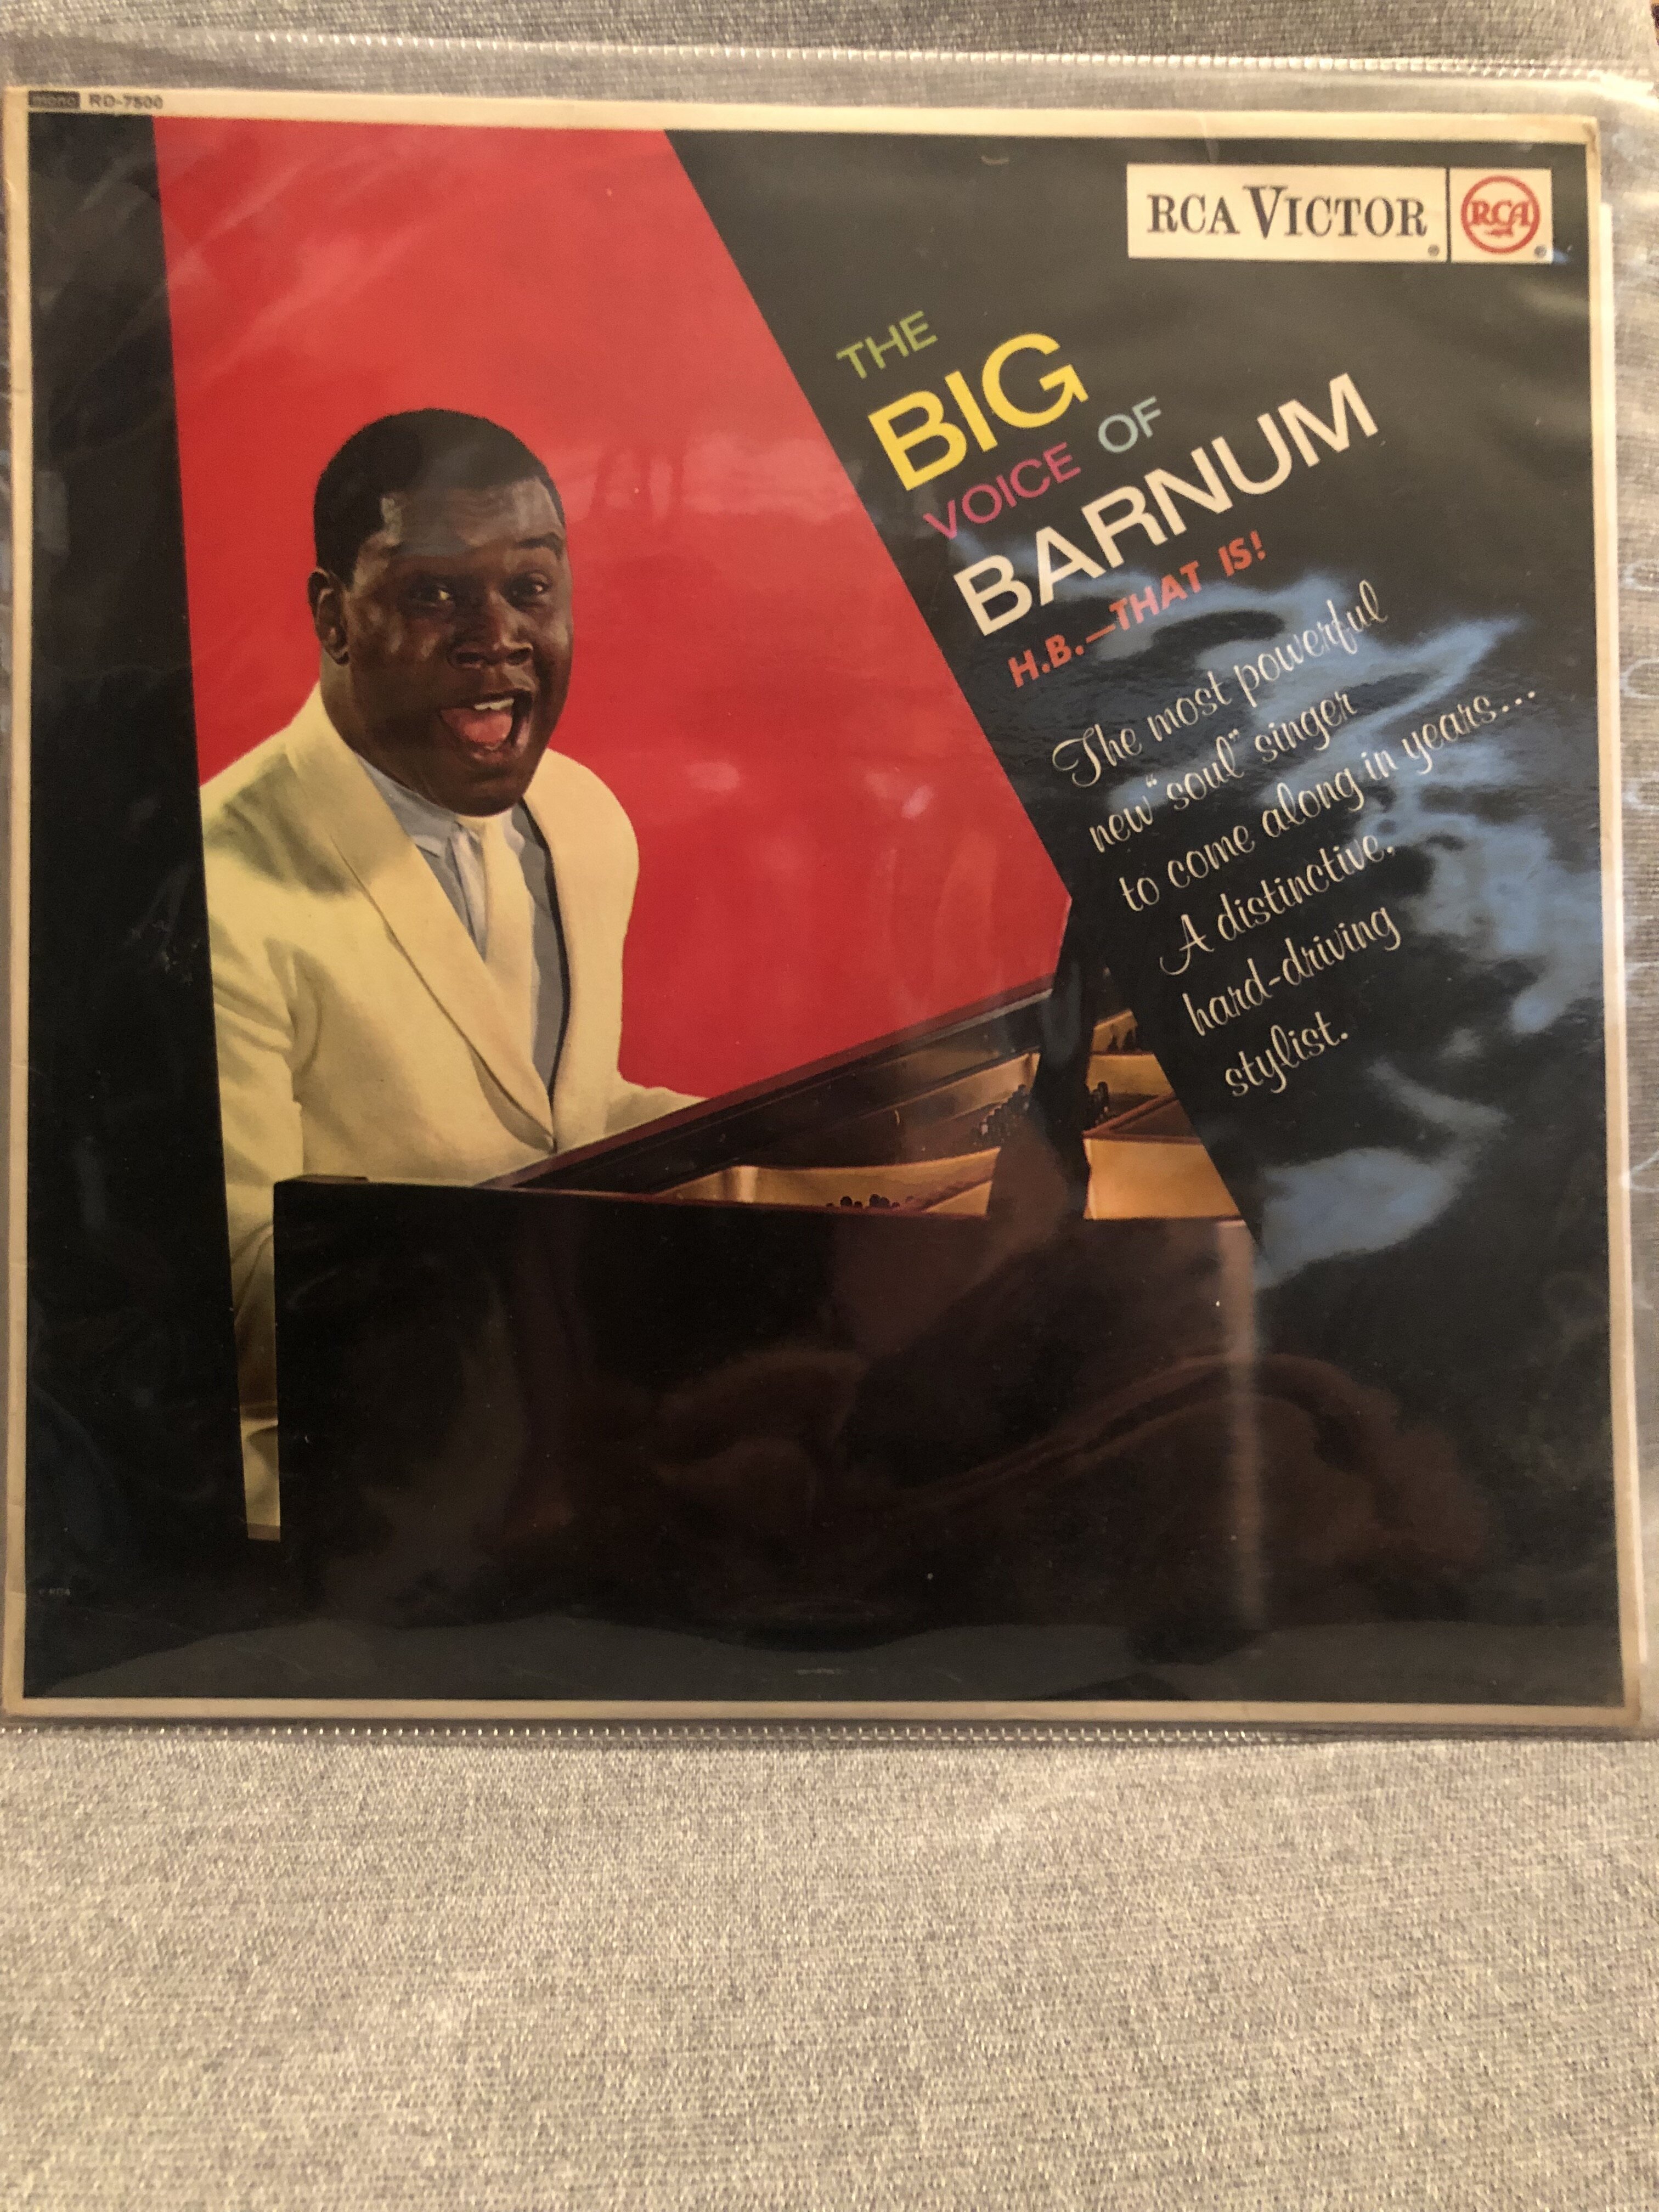 mono RD-7500
RCA VICTOR RCA
THE
BIG
VOICE OF
BARNUM
H.B.—THAT IS!
The most powerful
new "soul" singer
to come along in years...
A distinctive,
hard-driving
stylist.